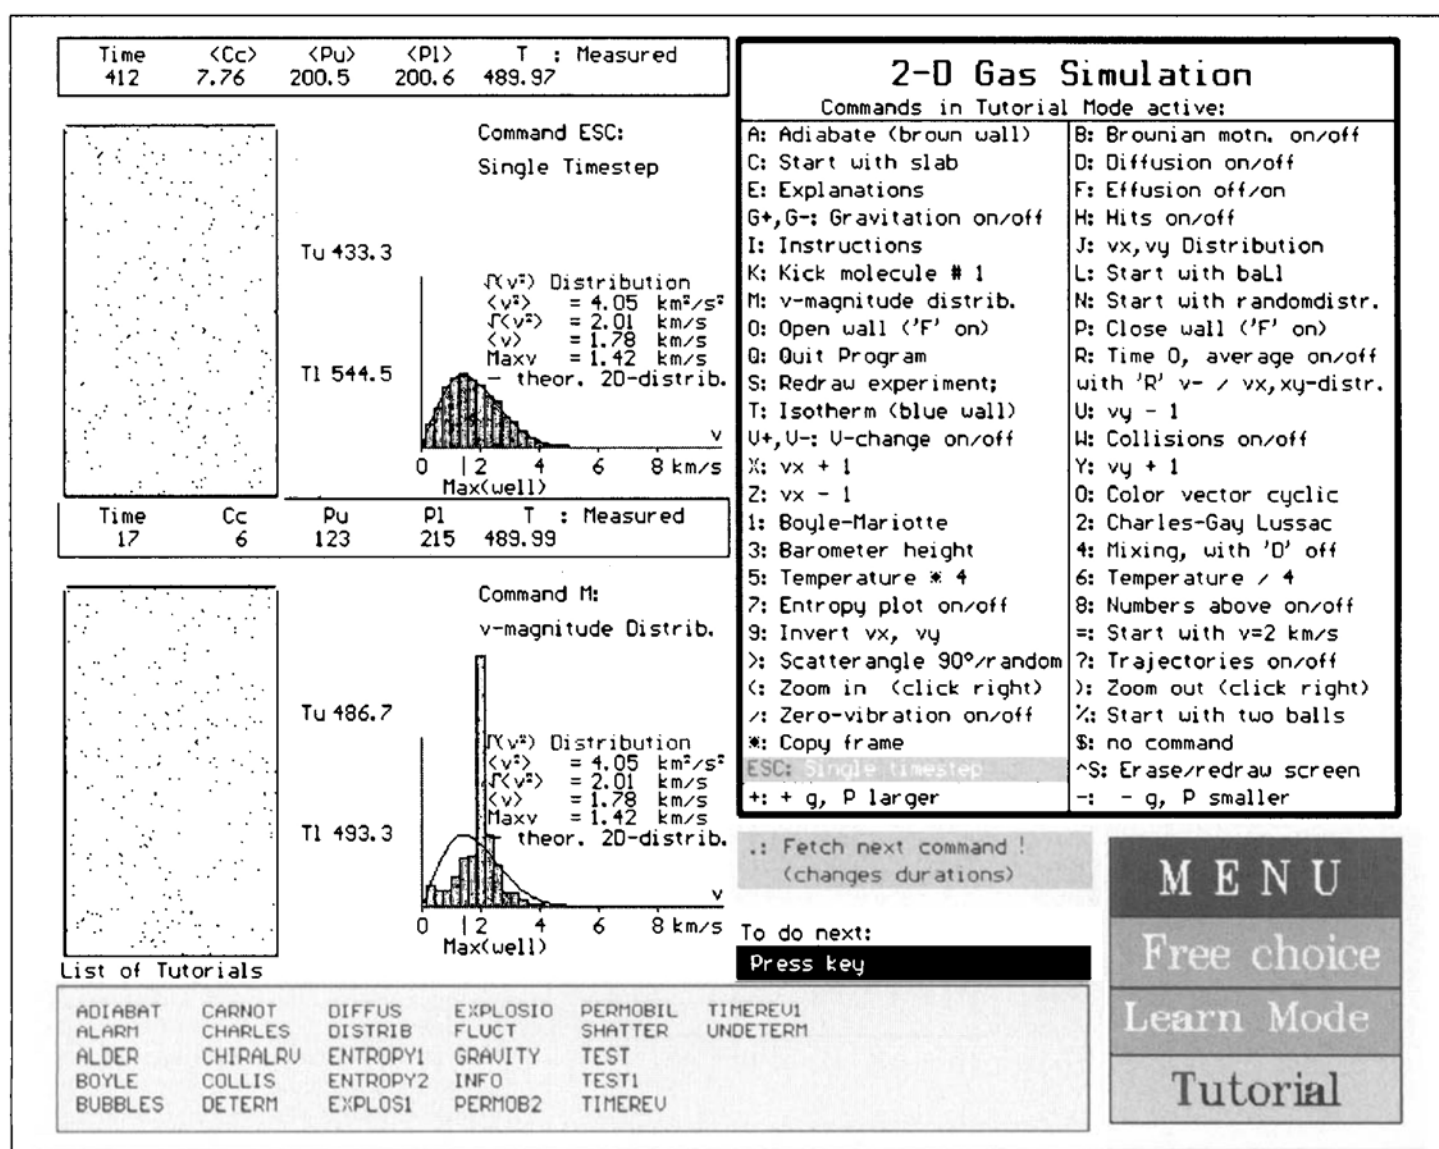 Time <Cc> <Pu> <Pl> T : Measured
412 7.76 200.5 200.6 489.97
Command ESC:
Single Timestep
Tu 433.3
√(v²) Distribution
<v²> = 4.05 km²/s²
√<v²> = 2.01 km/s
<v> = 1.78 km/s
Maxv = 1.42 km/s
— theor. 2D-distrib.
Tl 544.5
v
0 | 2 4 6 8 km/s
Max(well)
Time Cc Pu Pl T : Measured
17 6 123 215 489.99
Command M:
v-magnitude Distrib.
Tu 486.7
√(v²) Distribution
<v²> = 4.05 km²/s²
√<v²> = 2.01 km/s
<v> = 1.78 km/s
Maxv = 1.42 km/s
— theor. 2D-distrib.
Tl 493.3
v
0 | 2 4 6 8 km/s
Max(well)
2-D Gas Simulation
Commands in Tutorial Mode active:
A: Adiabate (broun wall) B: Brownian motn. on/off
C: Start with slab D: Diffusion on/off
E: Explanations F: Effusion off/on
G+,G-: Gravitation on/off H: Hits on/off
I: Instructions J: vx,vy Distribution
K: Kick molecule # 1 L: Start with baLl
M: v-magnitude distrib. N: Start with randomdistr.
O: Open wall ('F' on) P: Close wall ('F' on)
Q: Quit Program R: Time 0, average on/off
S: Redraw experiment; with 'R' v- / vx,xy-distr.
T: Isotherm (blue wall) U: vy - 1
V+,V-: V-change on/off W: Collisions on/off
X: vx + 1 Y: vy + 1
Z: vx - 1 0: Color vector cyclic
1: Boyle-Mariotte 2: Charles-Gay Lussac
3: Barometer height 4: Mixing, with 'D' off
5: Temperature * 4 6: Temperature / 4
7: Entropy plot on/off 8: Numbers above on/off
9: Invert vx, vy =: Start with v=2 km/s
>: Scatterangle 90°/random ?: Trajectories on/off
(: Zoom in (click right) ): Zoom out (click right)
/: Zero-vibration on/off %: Start with two balls
*: Copy frame $: no command
ESC: Single timestep ^S: Erase/redraw screen
+: + g, P larger -: - g, P smaller
.: Fetch next command !
(changes durations)
To do next:
Press key
MENU
Free choice
Learn Mode
Tutorial
List of Tutorials
ADIABAT CARNOT DIFFUS EXPLOSIO PERMOBIL TIMEREV1
ALARM CHARLES DISTRIB FLUCT SHATTER UNDETERM
ALDER CHIRALRV ENTROPY1 GRAVITY TEST
BOYLE COLLIS ENTROPY2 INFO TEST1
BUBBLES DETERM EXPLOS1 PERMOB2 TIMEREV